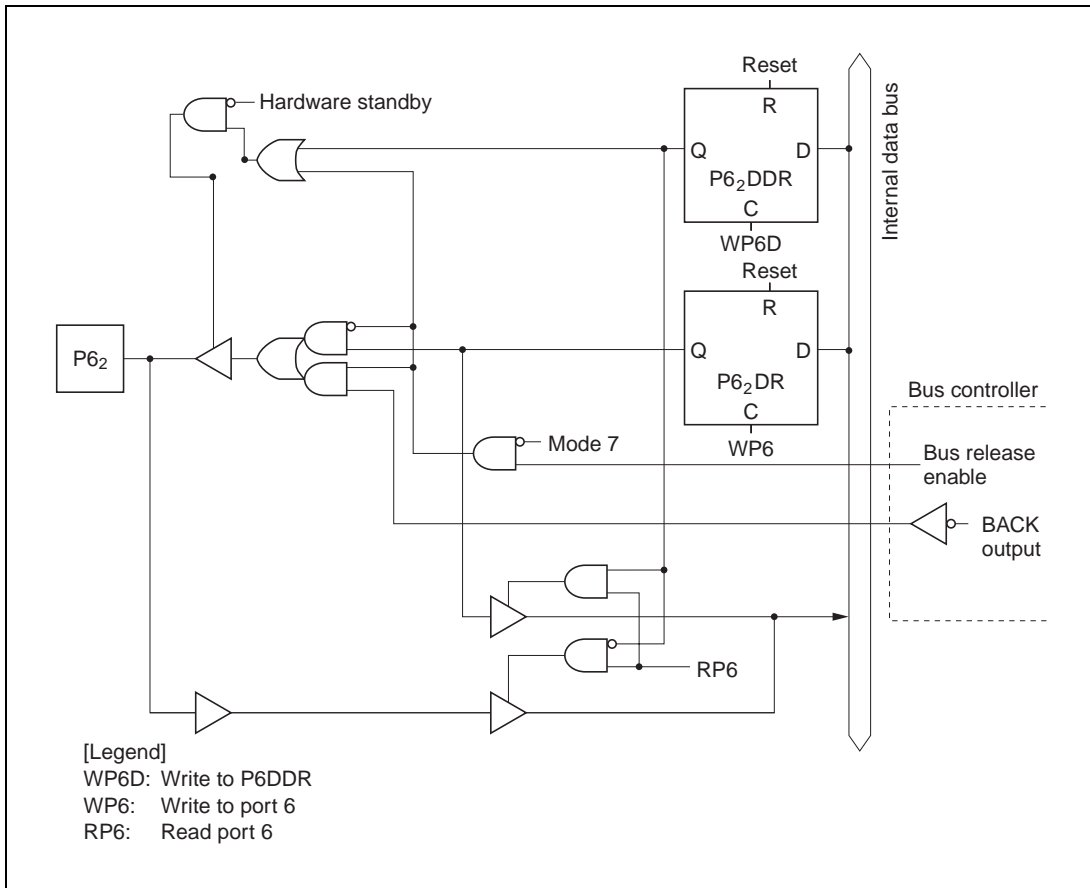 Reset
R
Hardware standby
Q
D
P6₂DDR
C
WP6D
Internal data bus
Reset
R
P6₂
Q
D
P6₂DR
C
WP6
Bus controller
Mode 7
Bus release
enable
BACK
output
RP6
[Legend]
WP6D: Write to P6DDR
WP6: Write to port 6
RP6: Read port 6